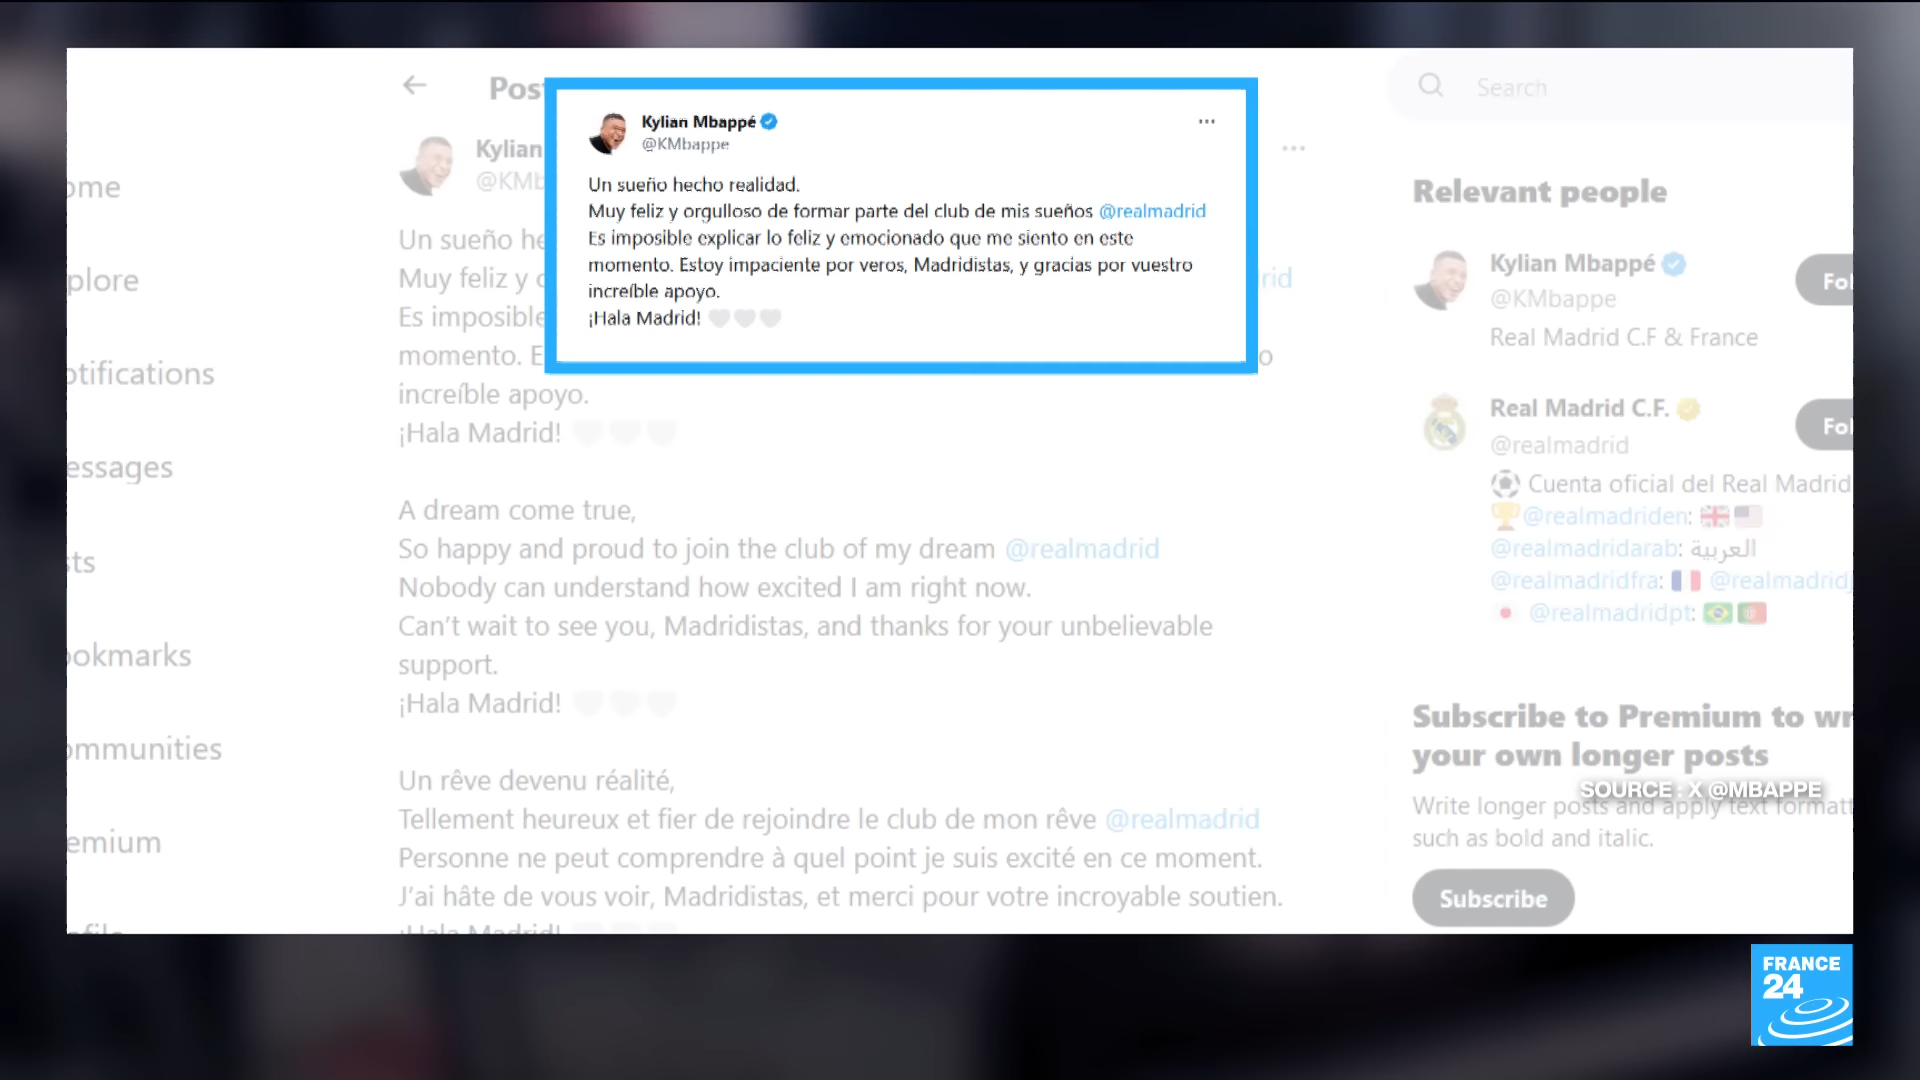 Post
Kylian Mbappé
@KMbappe
Un sueño hecho realidad.
Muy feliz y orgulloso de formar parte del club de mis sueños @realmadrid
Es imposible explicar lo feliz y emocionado que me siento en este
momento. Estoy impaciente por veros, Madridistas, y gracias por vuestro
increíble apoyo.
¡Hala Madrid! 🤍🤍🤍
Kylian
@KMb
Un sueño he
Muy feliz y o
rid
Es imposible
momento. E
o
increíble apoyo.
¡Hala Madrid! 🤍🤍🤍
A dream come true,
So happy and proud to join the club of my dream @realmadrid
Nobody can understand how excited I am right now.
Can’t wait to see you, Madridistas, and thanks for your unbelievable
support.
¡Hala Madrid! 🤍🤍🤍
Un rêve devenu réalité,
Tellement heureux et fier de rejoindre le club de mon rêve @realmadrid
Personne ne peut comprendre à quel point je suis excité en ce moment.
J’ai hâte de vous voir, Madridistas, et merci pour votre incroyable soutien.
¡Hala Madrid! 🤍🤍🤍
ome
plore
otifications
essages
sts
ookmarks
ommunities
emium
ofile
Search
Relevant people
Kylian Mbappé
@KMbappe
Fol
Real Madrid C.F & France
Real Madrid C.F.
@realmadrid
Fol
⚽ Cuenta oficial del Real Madrid
🏆@realmadriden: 🇬🇧🇺🇸
@realmadridarab: العربية
@realmadridfra: 🇫🇷 @realmadridj
🇯🇵 @realmadridpt: 🇧🇷🇵🇹
Subscribe to Premium to wr
your own longer posts
SOURCE : X @MBAPPE
Write longer posts and apply text formatt
such as bold and italic.
Subscribe
FRANCE
24